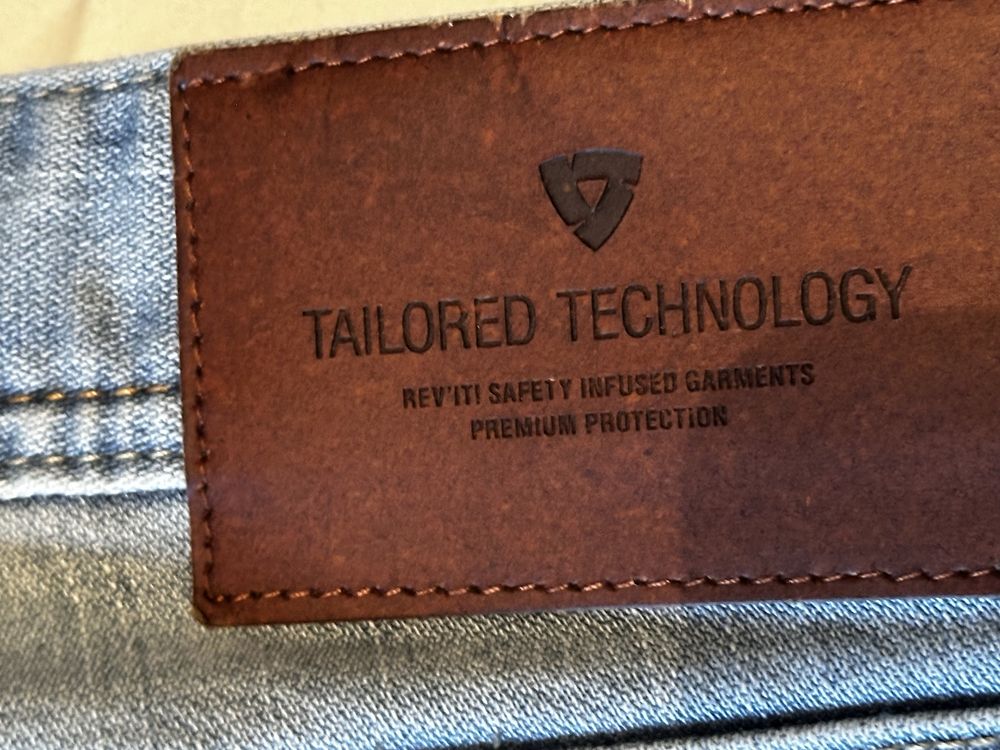 TAILORED TECHNOLOGY
REV'IT! SAFETY INFUSED GARMENTS
PREMIUM PROTECTION